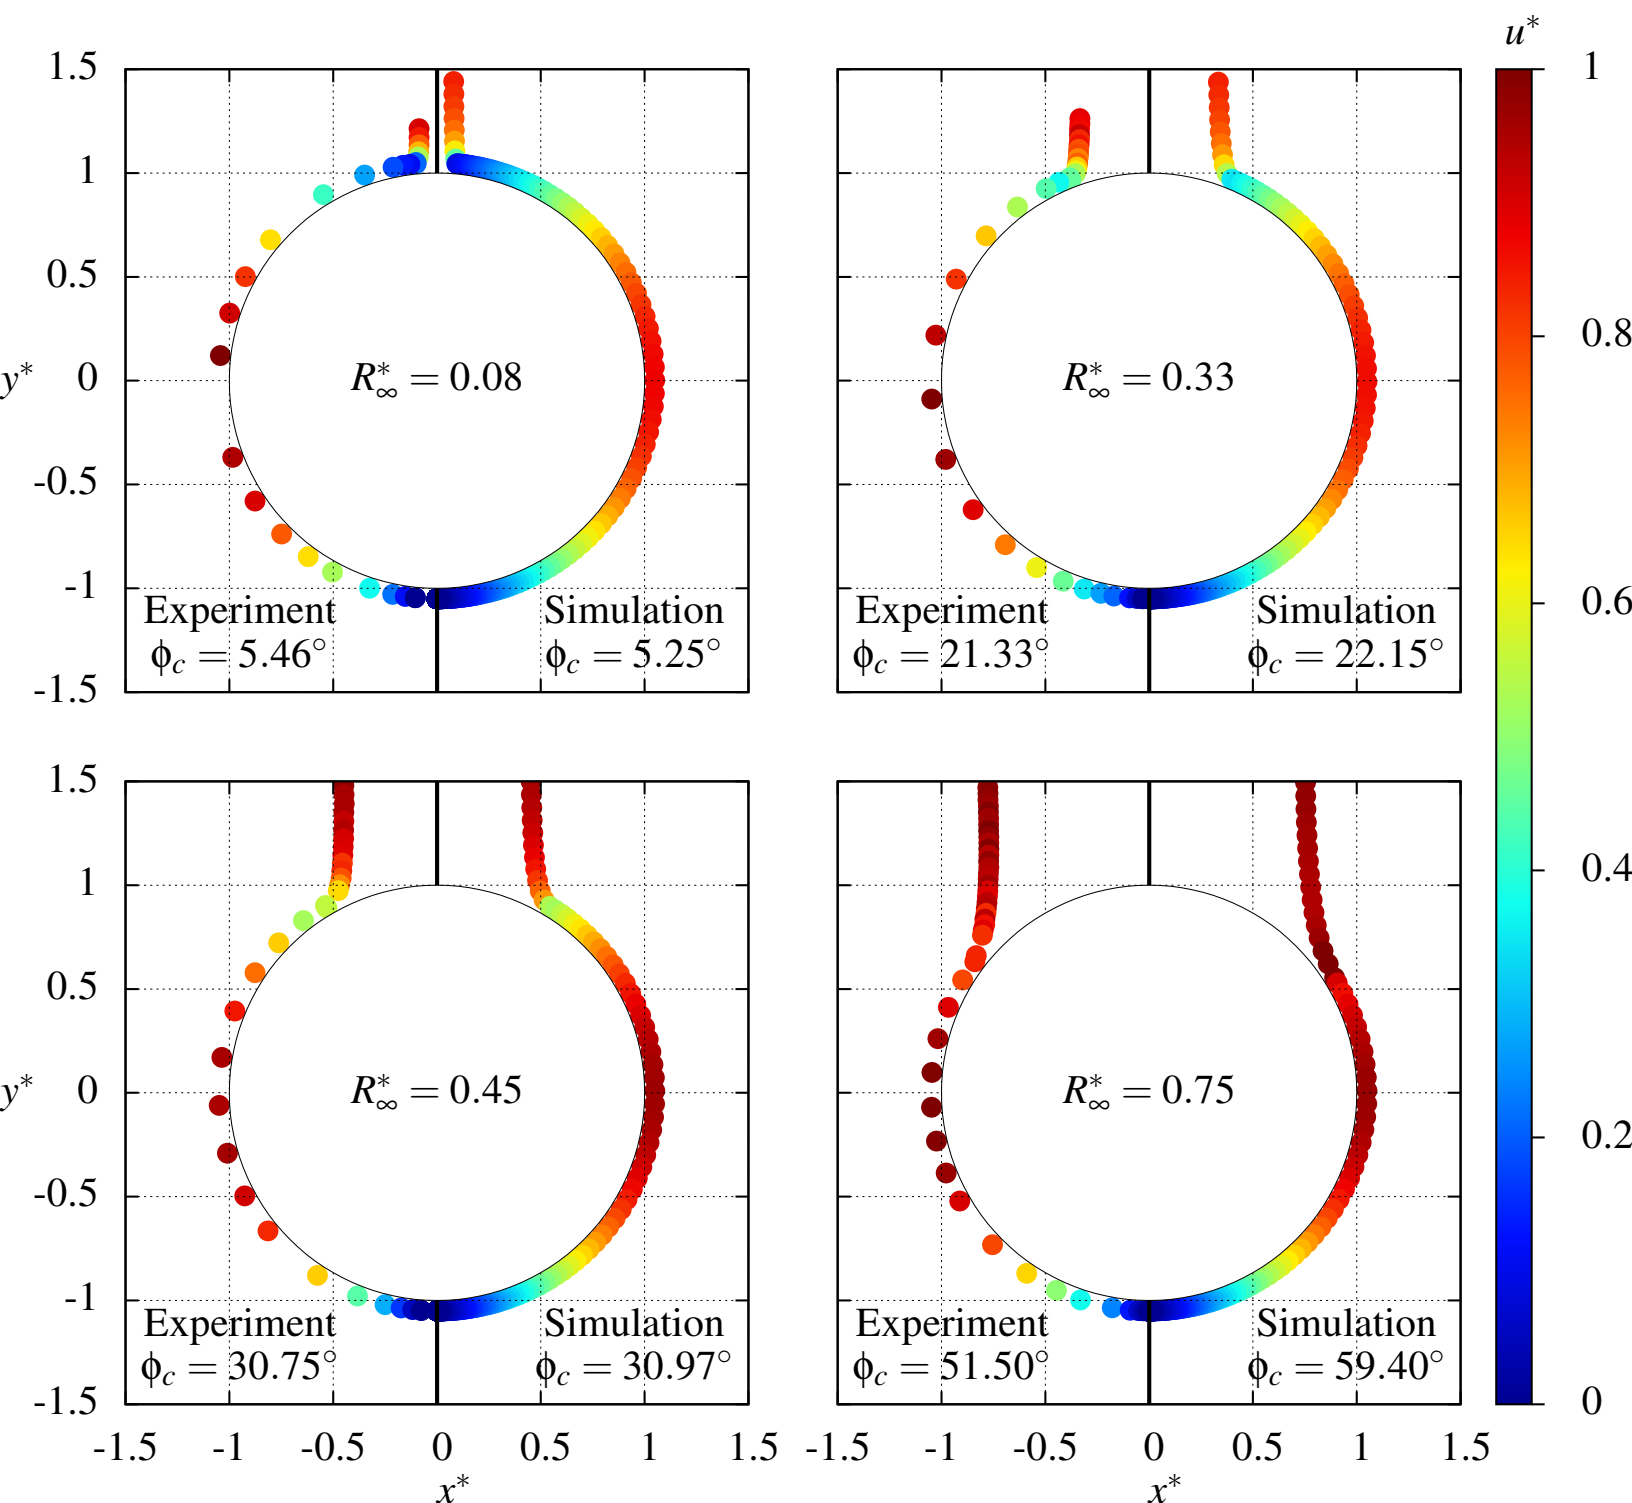 u*
1.5
1
0.5
y* 0
-0.5
-1
-1.5
R*∞ = 0.08
Experiment
ϕc = 5.46°
Simulation
ϕc = 5.25°
R*∞ = 0.33
Experiment
ϕc = 21.33°
Simulation
ϕc = 22.15°
1.5
1
0.5
y* 0
-0.5
-1
-1.5
R*∞ = 0.45
Experiment
ϕc = 30.75°
Simulation
ϕc = 30.97°
R*∞ = 0.75
Experiment
ϕc = 51.50°
Simulation
ϕc = 59.40°
-1.5 -1 -0.5 0 0.5 1 1.5
x*
-1.5 -1 -0.5 0 0.5 1 1.5
x*
1
0.8
0.6
0.4
0.2
0